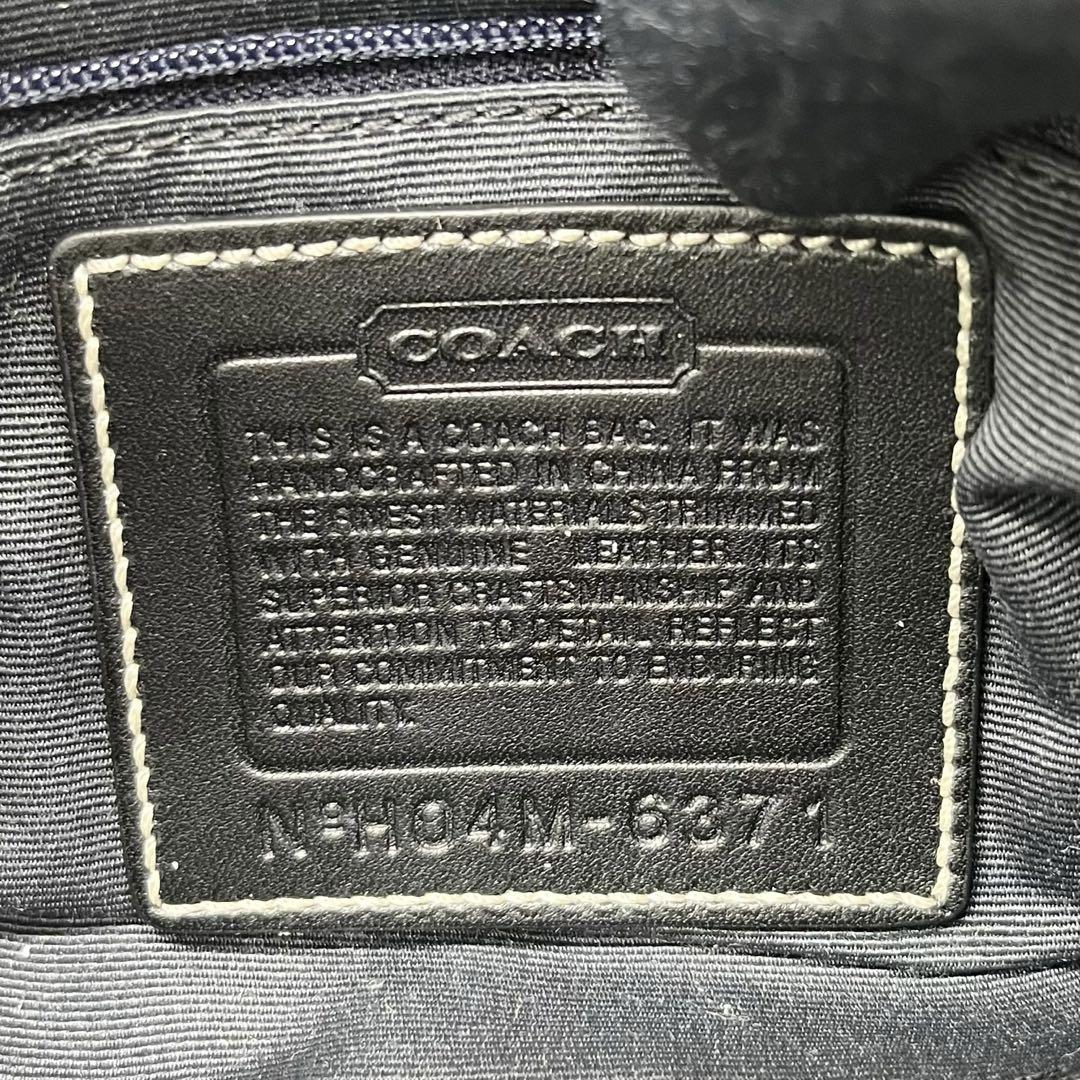 COACH
THIS IS A COACH BAG. IT WAS
HANDCRAFTED IN CHINA FROM
THE FINEST MATERIALS TRIMMED
WITH GENUINE LEATHER. ITS
SUPERIOR CRAFTSMANSHIP AND
ATTENTION TO DETAIL REFLECT
OUR COMMITMENT TO ENDURING
QUALITY.
Nº H04M-6371